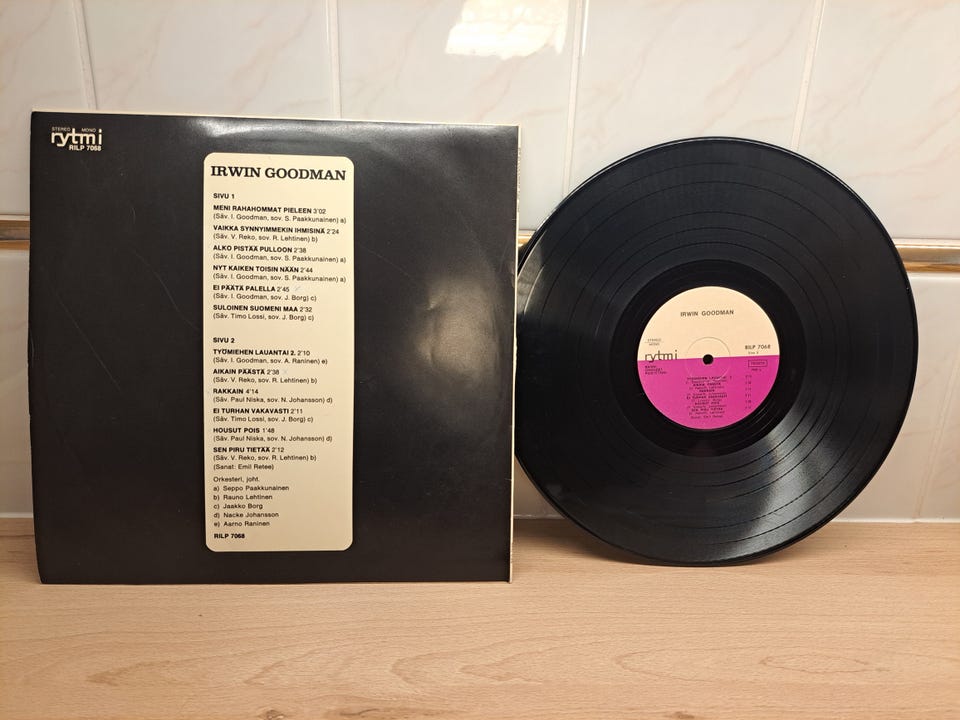 STEREO MONO
rytmi
RILP 7068
IRWIN GOODMAN
SIVU 1
MENI RAHAHOMMAT PIELEEN 3'02
(Säv. I. Goodman, sov. S. Paakkunainen) a)
VAIKKA SYNNYIMMEKIN IHMISINÄ 2'24
(Säv. V. Reko, sov. R. Lehtinen) b)
ALKO PISTÄÄ PULLOON 2'38
(Säv. I. Goodman, sov. S. Paakkunainen) a)
NYT KAIKEN TOISIN NÄÄN 2'44
(Säv. I. Goodman, sov. S. Paakkunainen) a)
EI PÄÄTÄ PALELLA 2'45
(Säv. I. Goodman, sov. J. Borg) c)
SULOINEN SUOMENI MAA 2'32
(Säv. Timo Lossi, sov. J. Borg) c)
SIVU 2
TYÖMIEHEN LAUANTAI 2. 2'10
(Säv. I. Goodman, sov. A. Raninen) e)
AIKAIN PÄÄSTÄ 2'38
(Säv. V. Reko, sov. R. Lehtinen) b)
RAKKAIN 4'14
(Säv. Paul Niska, sov. N. Johansson) d)
EI TURHAN VAKAVASTI 2'11
(Säv. Timo Lossi, sov. J. Borg) c)
HOUSUT POIS 1'48
(Säv. Paul Niska, sov. N. Johansson) d)
SEN PIRU TIETÄÄ 2'12
(Säv. V. Reko, sov. R. Lehtinen) b)
(Sanat: Emil Retee)
Orkesteri, joht.
a) Seppo Paakkunainen
b) Rauno Lehtinen
c) Jaakko Borg
d) Nacke Johansson
e) Aarno Raninen
RILP 7068
IRWIN GOODMAN
STEREO
MONO
rytmi
RILP 7068